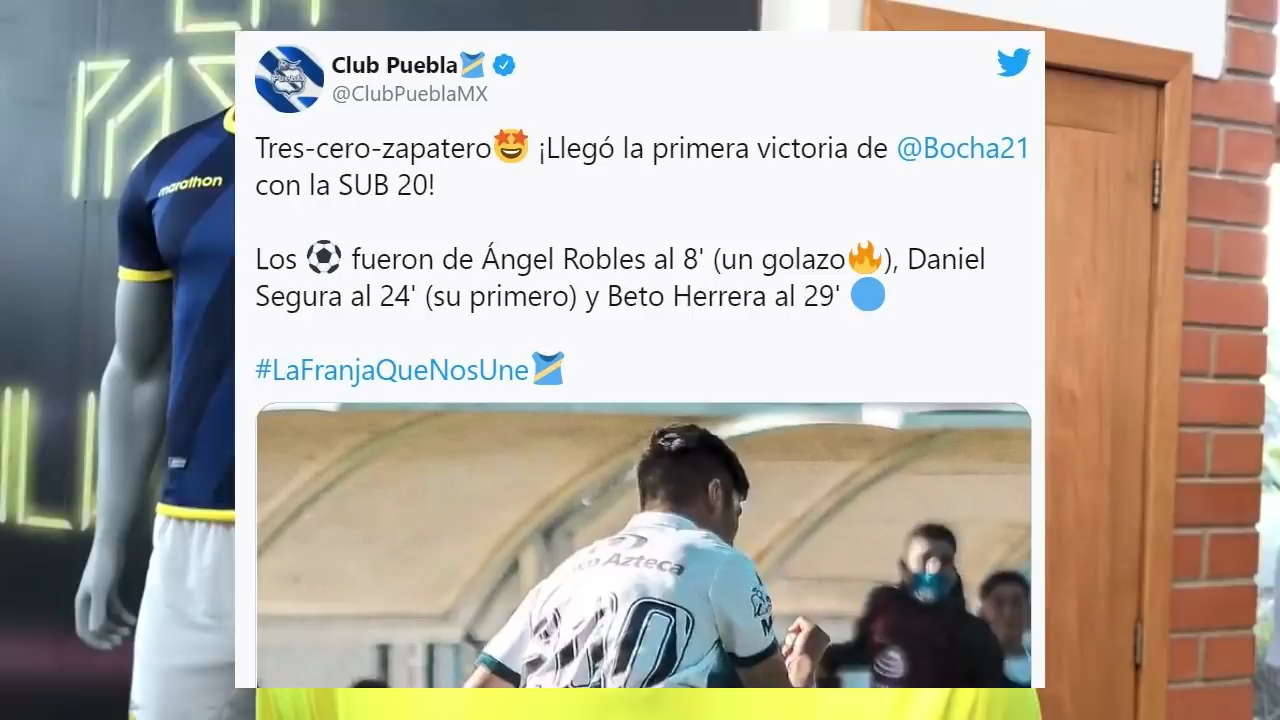 Club Puebla
@ClubPueblaMX
Tres-cero-zapatero🤩 ¡Llegó la primera victoria de @Bocha21
con la SUB 20!
Los ⚽ fueron de Ángel Robles al 8' (un golazo🔥), Daniel
Segura al 24' (su primero) y Beto Herrera al 29' 🔵
#LaFranjaQueNosUne
marathon
Azteca